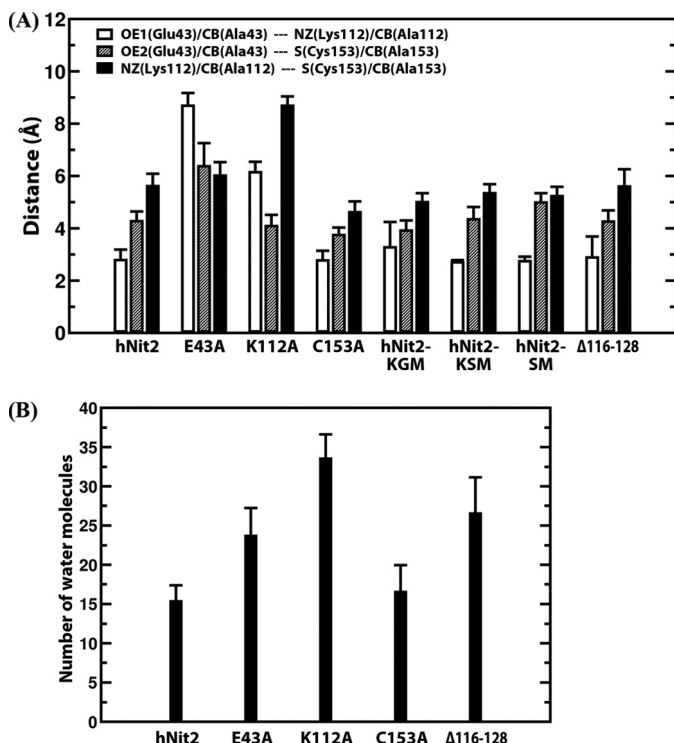 (A)
OE1(Glu43)/CB(Ala43) --- NZ(Lys112)/CB(Ala112)
OE2(Glu43)/CB(Ala43) --- S(Cys153)/CB(Ala153)
NZ(Lys112)/CB(Ala112) --- S(Cys153)/CB(Ala153)
12
10
8
6
4
2
0
Distance (Å)
hNit2 E43A K112A C153A hNit2-KGM hNit2-KSM hNit2-SM Δ116-128
(B)
40
35
30
25
20
15
10
5
0
Number of water molecules
hNit2 E43A K112A C153A Δ116-128